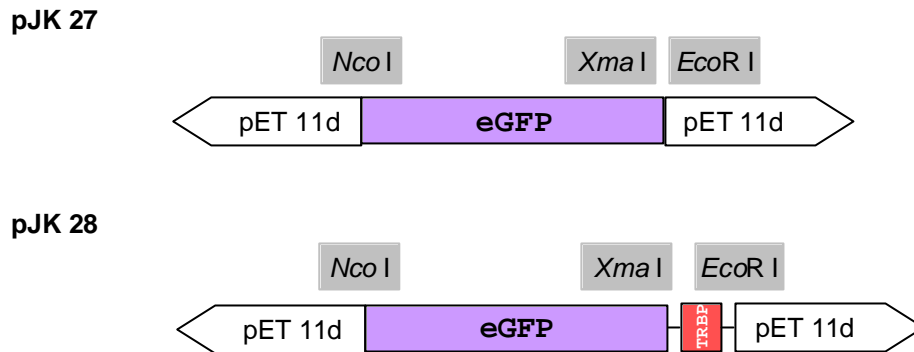 pJK 27
Nco I Xma I EcoR I
pET 11d eGFP pET 11d
pJK 28
Nco I Xma I EcoR I
pET 11d eGFP TRBP pET 11d